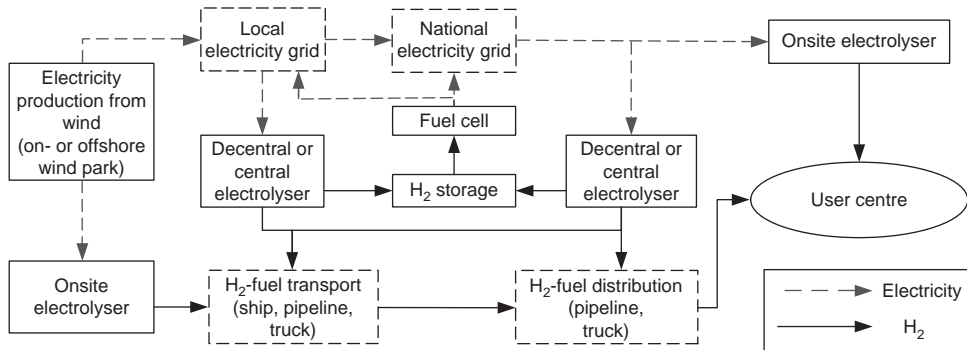 Local
electricity grid
National
electricity grid
Onsite electrolyser
Electricity
production from
wind
(on- or offshore
wind park)
Fuel cell
Decentral or
central
electrolyser
H₂ storage
Decentral or
central
electrolyser
User centre
Onsite
electrolyser
H₂-fuel transport
(ship, pipeline,
truck)
H₂-fuel distribution
(pipeline,
truck)
Electricity
H₂